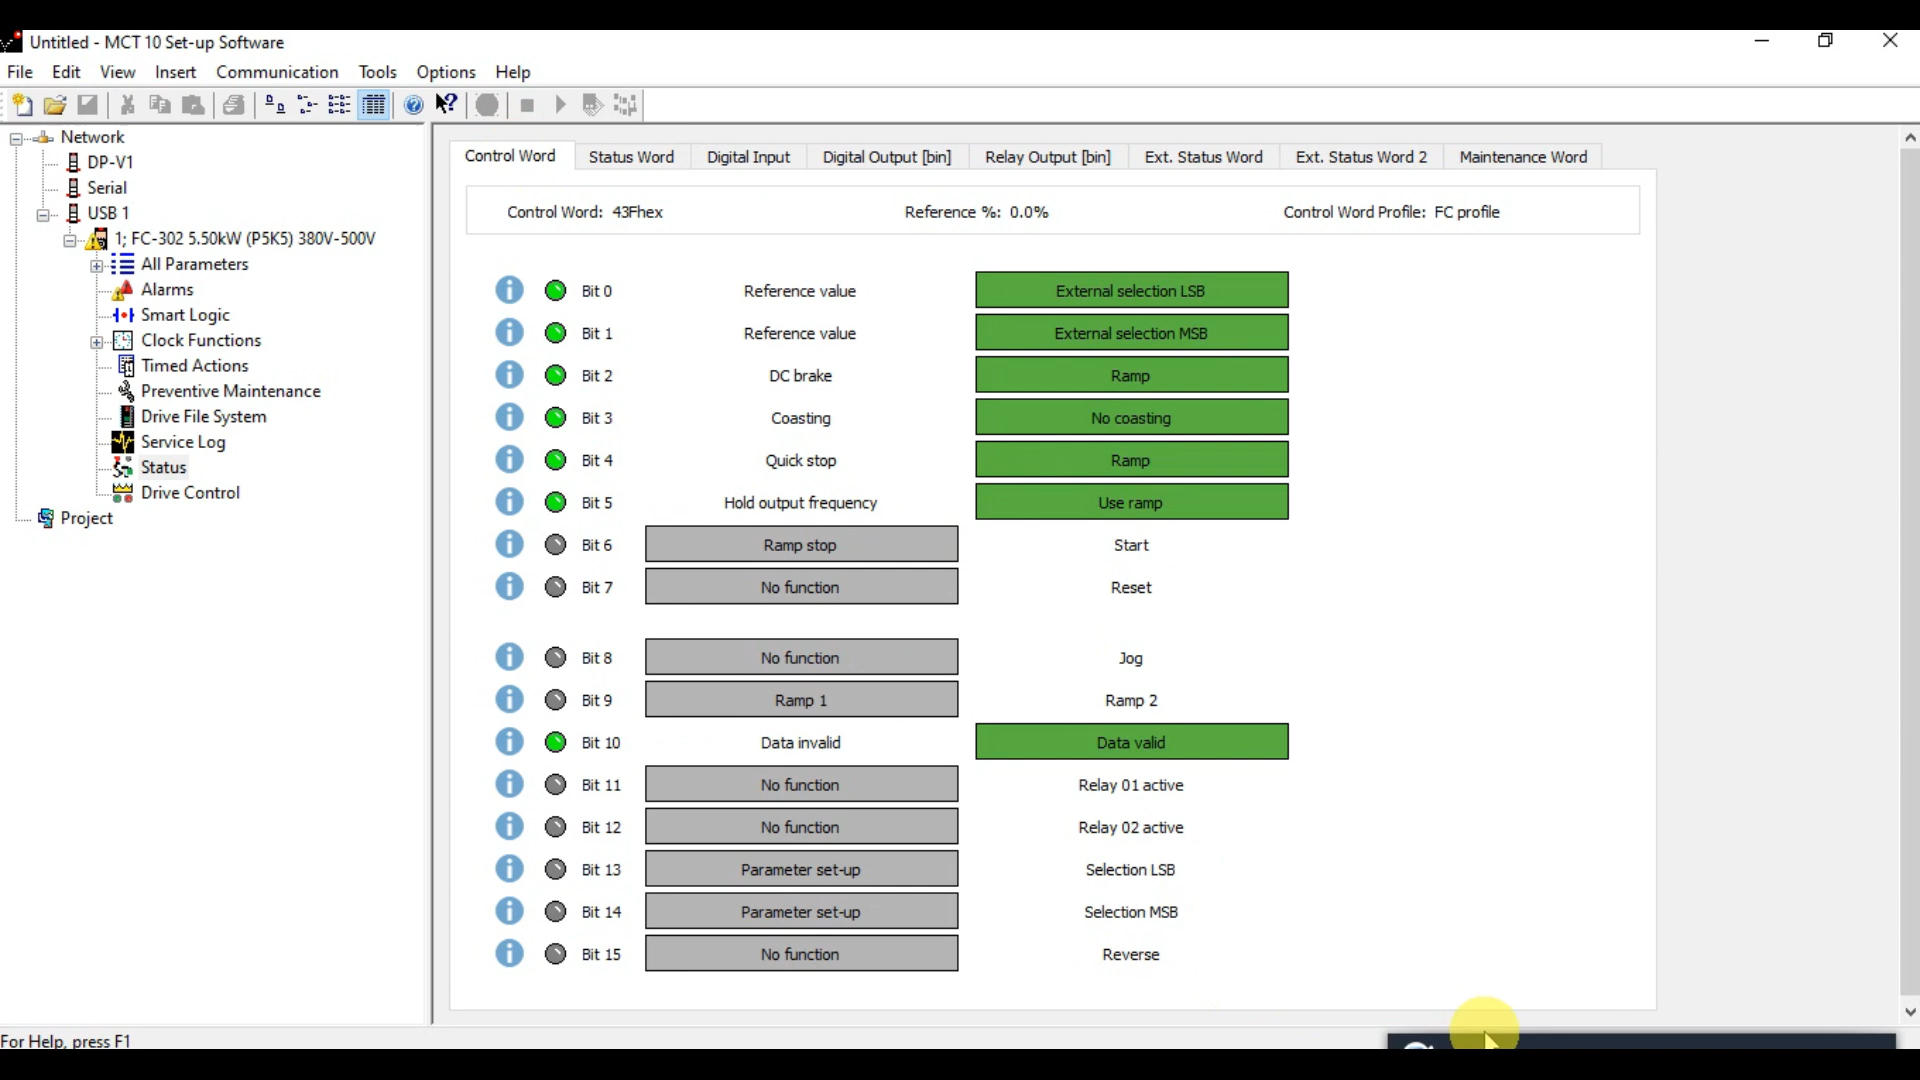 Untitled - MCT 10 Set-up Software
File Edit View Insert Communication Tools Options Help
Network
DP-V1
Serial
USB 1
1; FC-302 5.50kW (P5K5) 380V-500V
All Parameters
Alarms
Smart Logic
Clock Functions
Timed Actions
Preventive Maintenance
Drive File System
Service Log
Status
Drive Control
Project
Control Word Status Word Digital Input Digital Output [bin] Relay Output [bin] Ext. Status Word Ext. Status Word 2 Maintenance Word
Control Word: 43Fhex Reference %: 0.0% Control Word Profile: FC profile
Bit 0 Reference value External selection LSB
Bit 1 Reference value External selection MSB
Bit 2 DC brake Ramp
Bit 3 Coasting No coasting
Bit 4 Quick stop Ramp
Bit 5 Hold output frequency Use ramp
Bit 6 Ramp stop Start
Bit 7 No function Reset
Bit 8 No function Jog
Bit 9 Ramp 1 Ramp 2
Bit 10 Data invalid Data valid
Bit 11 No function Relay 01 active
Bit 12 No function Relay 02 active
Bit 13 Parameter set-up Selection LSB
Bit 14 Parameter set-up Selection MSB
Bit 15 No function Reverse
For Help, press F1